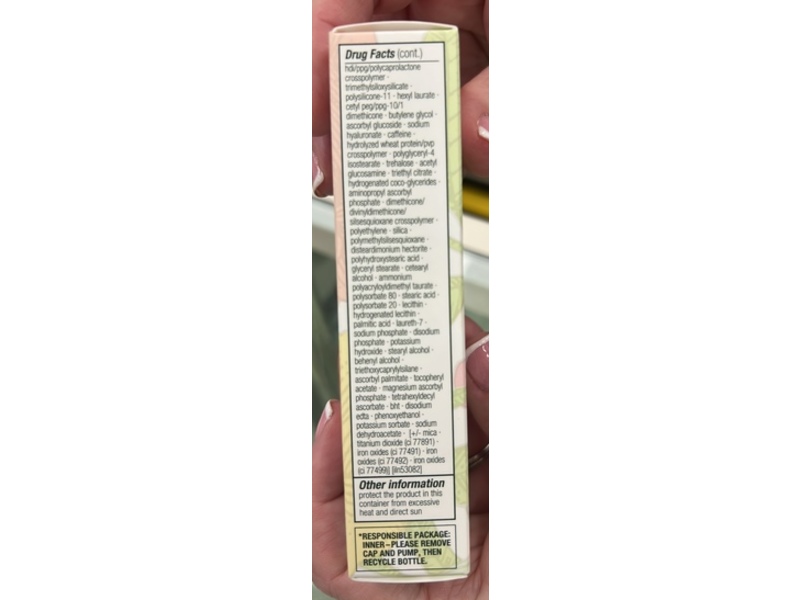 Drug Facts (cont.)
hdi/ppg/polycaprolactone
crosspolymer ·
trimethylsiloxysilicate ·
polysilicone-11 · hexyl laurate ·
cetyl peg/ppg-10/1
dimethicone · butylene glycol ·
ascorbyl glucoside · sodium
hyaluronate · caffeine ·
hydrolyzed wheat protein/pvp
crosspolymer · polyglyceryl-4
isostearate · trehalose · acetyl
glucosamine · triethyl citrate ·
hydrogenated coco-glycerides ·
aminopropyl ascorbyl
phosphate · dimethicone/
divinyldimethicone/
silsesquioxane crosspolymer ·
polyethylene · silica ·
polymethylsilsesquioxane ·
disteardimonium hectorite ·
polyhydroxystearic acid ·
glyceryl stearate · cetearyl
alcohol · ammonium
polyacryloyldimethyl taurate ·
polysorbate 80 · stearic acid ·
polysorbate 20 · lecithin ·
hydrogenated lecithin ·
palmitic acid · laureth-7 ·
sodium phosphate · disodium
phosphate · potassium
hydroxide · stearyl alcohol ·
behenyl alcohol ·
triethoxycaprylylsilane ·
ascorbyl palmitate · tocopheryl
acetate · magnesium ascorbyl
phosphate · tetrahexyldecyl
ascorbate · bht · disodium
edta · phenoxyethanol ·
potassium sorbate · sodium
dehydroacetate · [+/- mica ·
titanium dioxide (ci 77891) ·
iron oxides (ci 77491) · iron
oxides (ci 77492) · iron oxides
(ci 77499)] [iln53082]
Other information
protect the product in this
container from excessive
heat and direct sun
*RESPONSIBLE PACKAGE:
INNER–PLEASE REMOVE
CAP AND PUMP, THEN
RECYCLE BOTTLE.